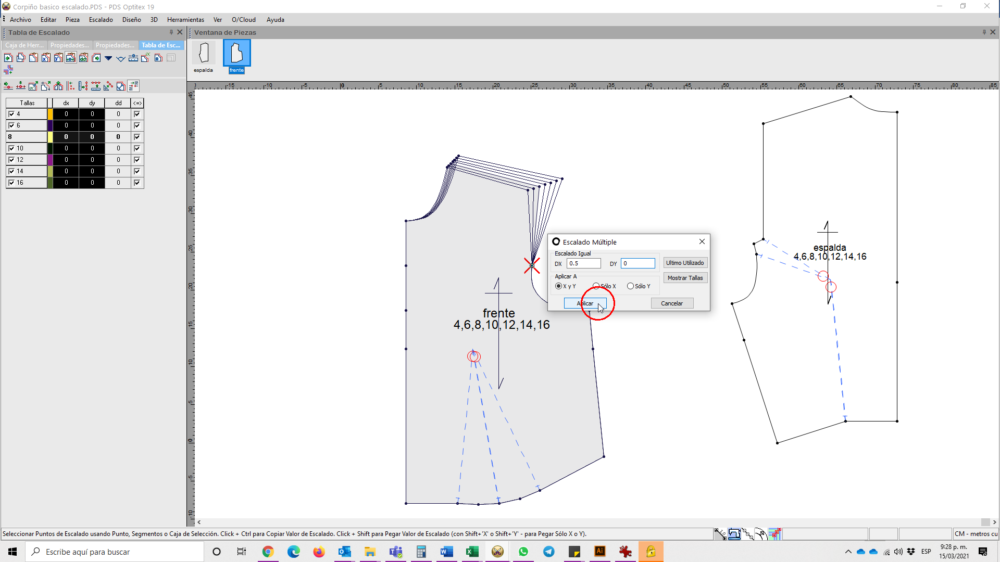 Corpiño basico escalado.PDS - PDS Optitex 19
Archivo Editar Pieza Escalado Diseño 3D Herramientas Ver O/Cloud Ayuda
Tabla de Escalado
Ventana de Piezas
Caja de Herr... Propiedades... Propiedades... Tabla de Esc...
espalda
frente
-15 -10 -5 0 5 10 15 20 25 30 35 40 45 50 55 60 65 70 75 80 85
45
40
35
30
25
20
15
10
5
0
-5
-10
Tallas dx dy dd <=>
4 0 0 0
6 0 0 0
8 0 0 0
10 0 0 0
12 0 0 0
14 0 0 0
16 0 0 0
frente
4,6,8,10,12,14,16
espalda
4,6,8,10,12,14,16
Escalado Múltiple
Escalado Igual
DX 0.5 DY 0
Ultimo Utilizado
Aplicar A
Mostrar Tallas
X y Y Sólo X Sólo Y
Aplicar
Cancelar
Seleccionar Puntos de Escalado usando Punto, Segmentos o Caja de Selección. Click + Ctrl para Copiar Valor de Escalado. Click + Shift para Pegar Valor de Escalado (con Shift+'X' o Shift+'Y' - para Pegar Sólo X o Y).
CM - metros cu
Escribe aquí para buscar
ESP
9:28 p. m.
15/03/2021